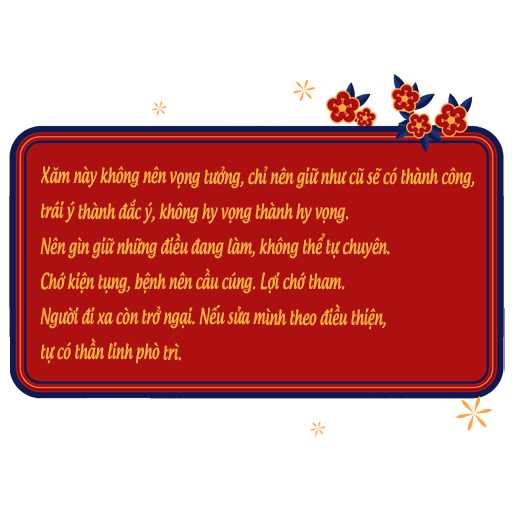 Xăm này không nên vọng tưởng, chỉ nên giữ như cũ sẽ có thành công,
trái ý thành đắc ý, không hy vọng thành hy vọng.
Nên gìn giữ những điều đang làm, không thể tự chuyên.
Chớ kiện tụng, bệnh nên cầu cúng. Lợi chớ tham.
Người đi xa còn trở ngại. Nếu sửa mình theo điều thiện,
tự có thần linh phò trì.